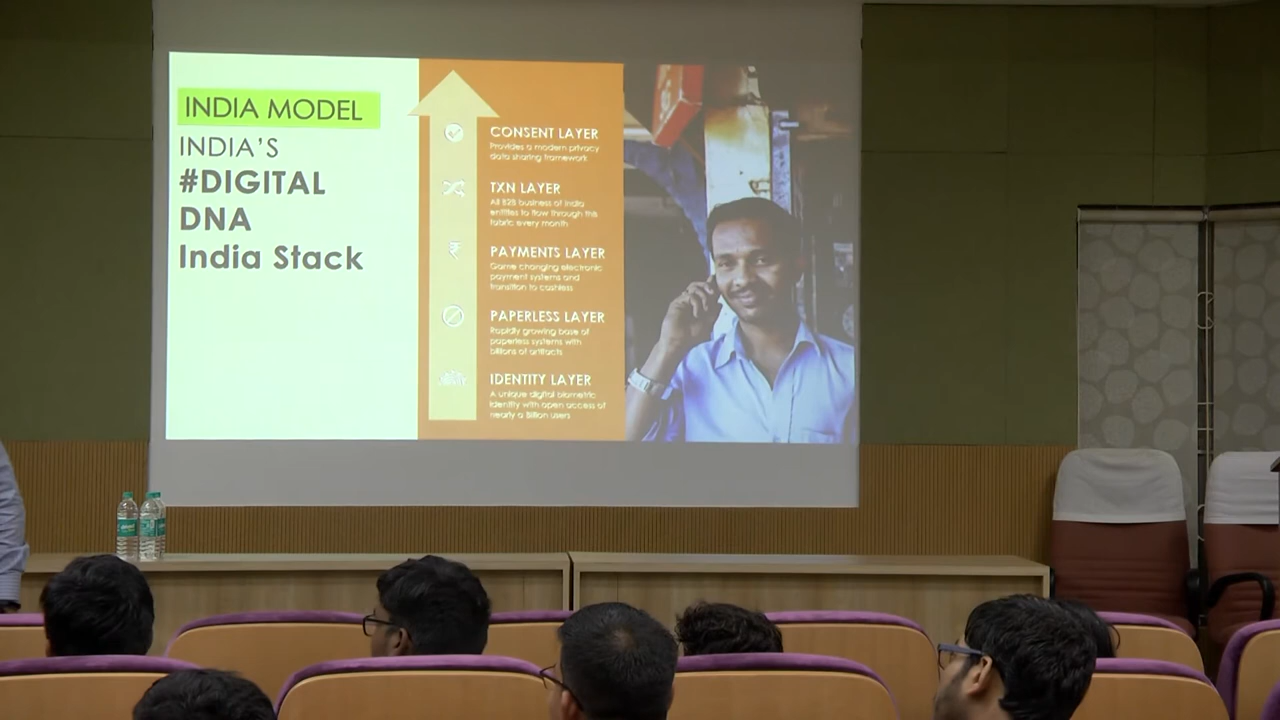 INDIA MODEL
INDIA'S
#DIGITAL
DNA
India Stack
CONSENT LAYER
Provides a modern privacy
data sharing framework
TXN LAYER
All B2B business of India
entities to flow through this
fabric every month
PAYMENTS LAYER
Game changing electronic
payment systems and
transition to cashless
PAPERLESS LAYER
Rapidly growing base of
paperless systems with
billions of artifacts
IDENTITY LAYER
A unique digital biometric
identity with open access of
nearly a Billion users